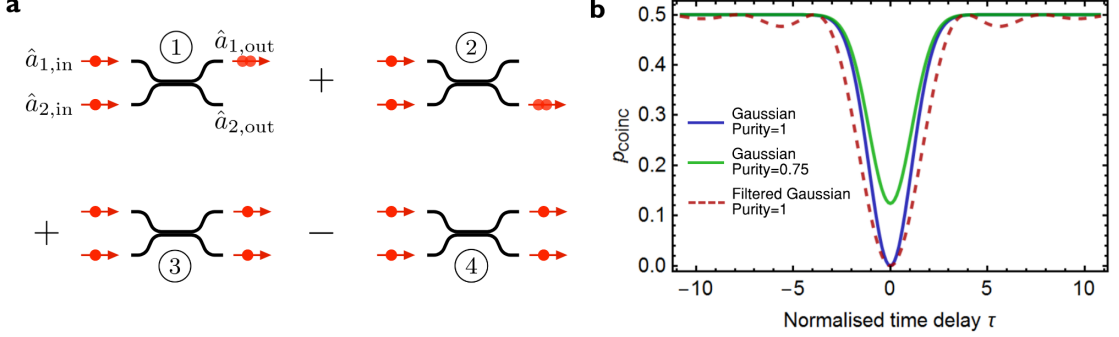 a
1
â1,out
â1,in
â2,in
â2,out
+
2
+
3
−
4
b
0.5
0.4
0.3
0.2
0.1
0.0
pcoinc
Gaussian
Purity=1
Gaussian
Purity=0.75
Filtered Gaussian
Purity=1
−10 −5 0 5 10
Normalised time delay τ